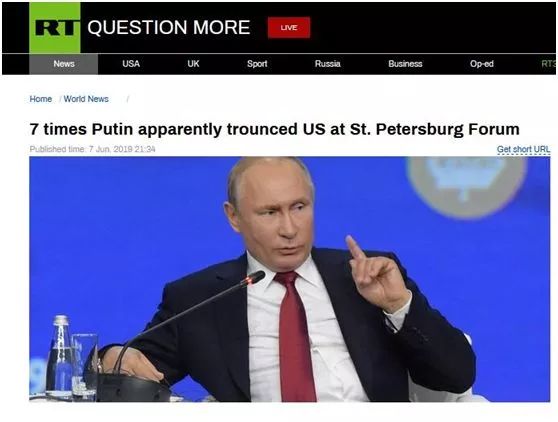 RT QUESTION MORE LIVE
News USA UK Sport Russia Business Op-ed RT3
Home / World News /
7 times Putin apparently trounced US at St. Petersburg Forum
Published time: 7 Jun, 2019 21:34 Get short URL